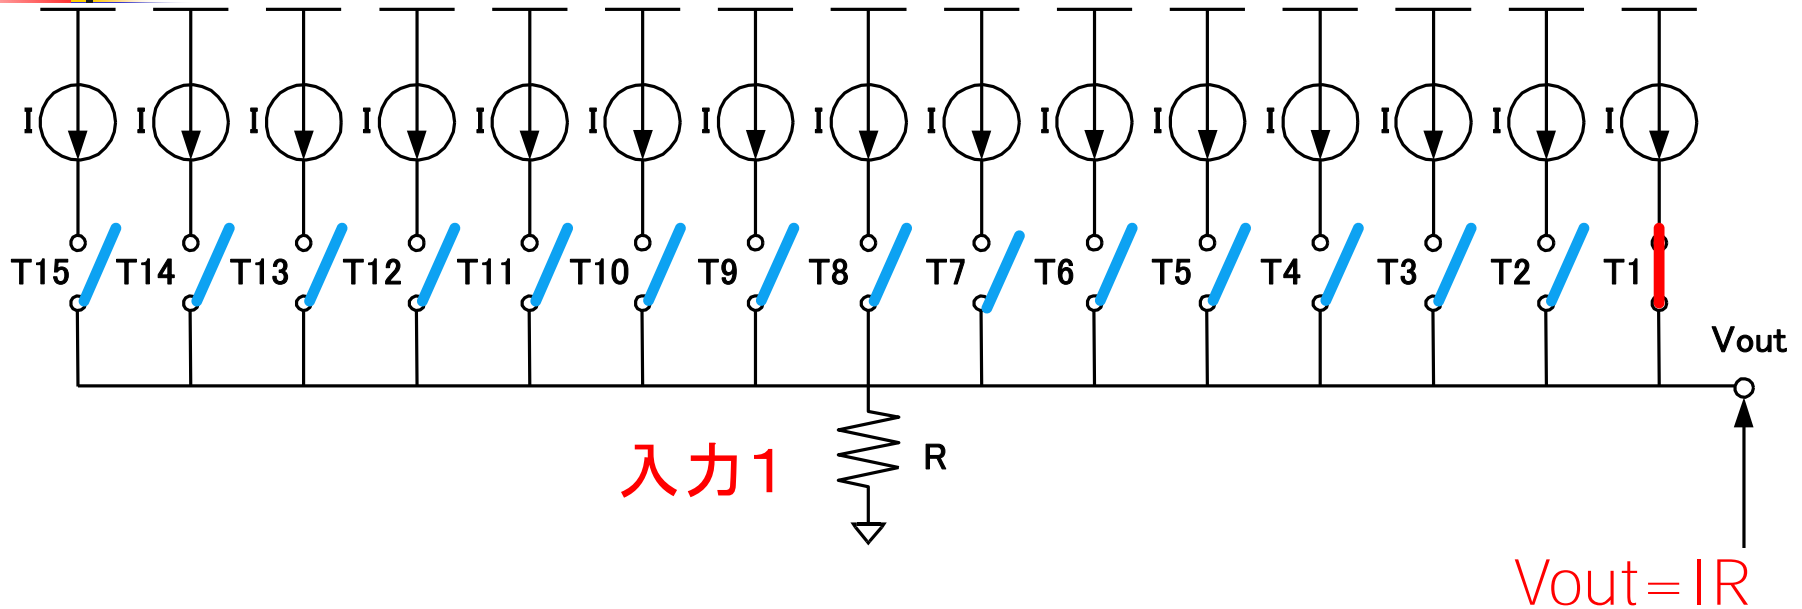 I I I I I I I I I I I I I I I
T15 T14 T13 T12 T11 T10 T9 T8 T7 T6 T5 T4 T3 T2 T1
Vout
入力1
R
Vout=IR